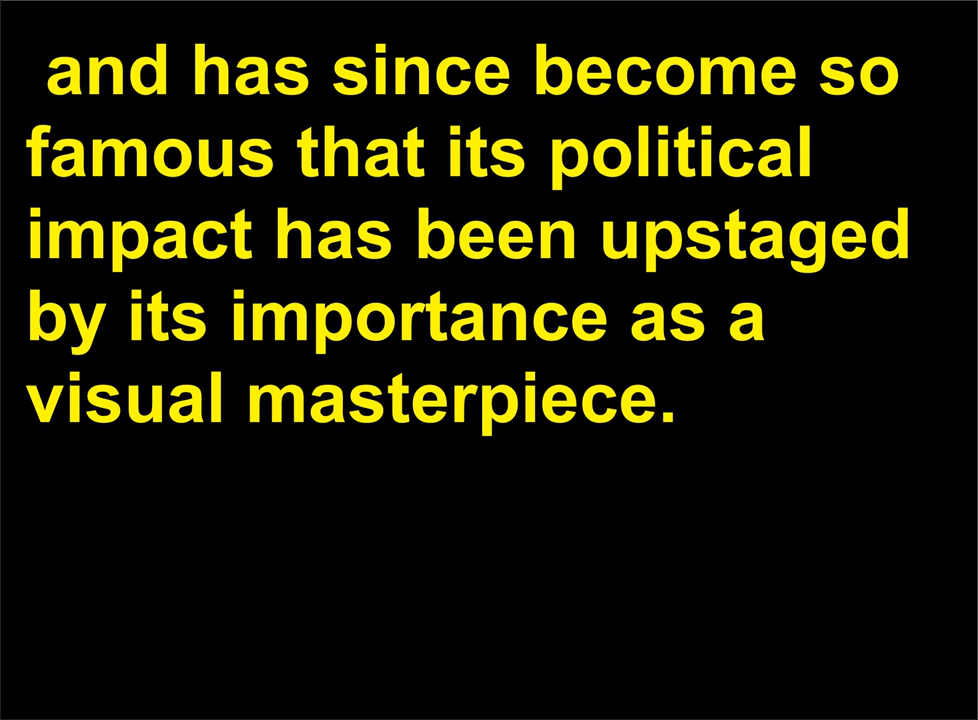 and has since become so
famous that its political
impact has been upstaged
by its importance as a
visual masterpiece.